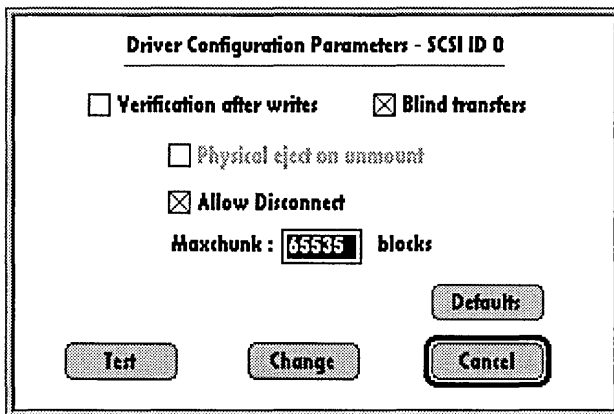 Driver Configuration Parameters - SCSI ID 0
Verification after writes Blind transfers
Physical eject on unmount
Allow Disconnect
Maxchunk : 65535 blocks
Defaults
Test Change Cancel